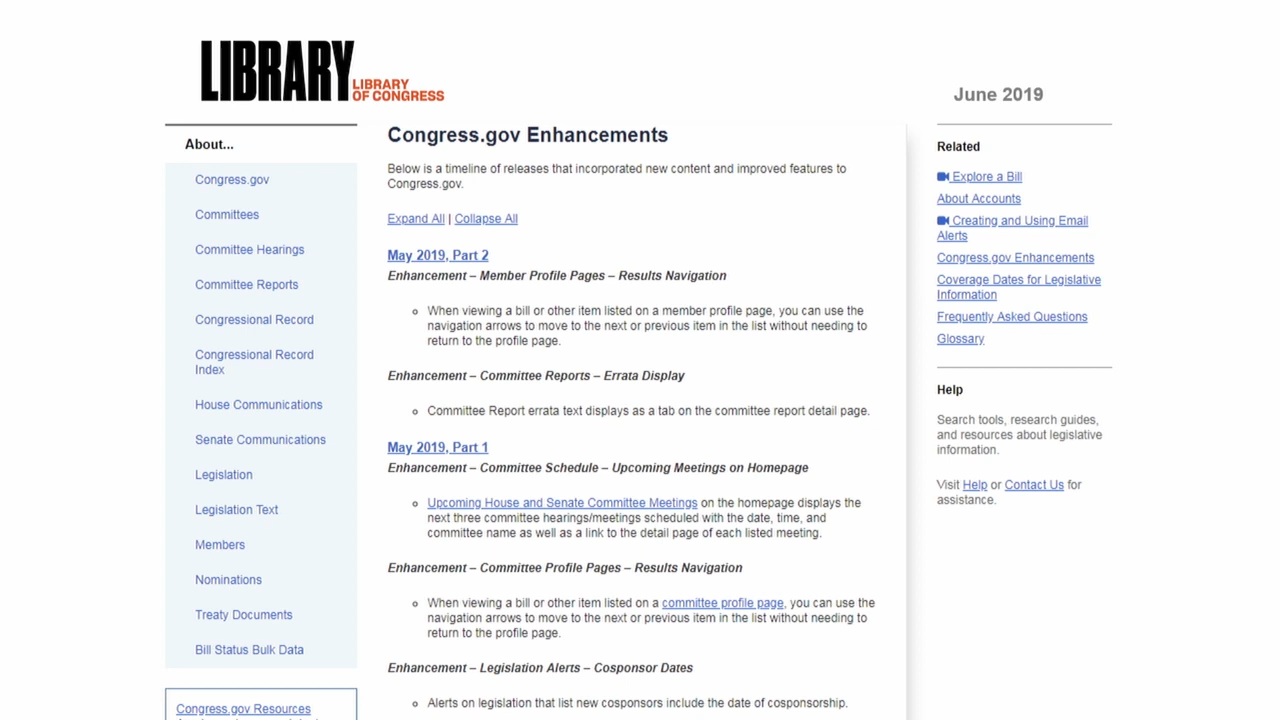 LIBRARY
LIBRARY
OF CONGRESS
June 2019
About...
Congress.gov
Committees
Committee Hearings
Committee Reports
Congressional Record
Congressional Record
Index
House Communications
Senate Communications
Legislation
Legislation Text
Members
Nominations
Treaty Documents
Bill Status Bulk Data
Congress.gov Resources
Congress.gov Enhancements
Below is a timeline of releases that incorporated new content and improved features to
Congress.gov.
Expand All | Collapse All
May 2019, Part 2
Enhancement – Member Profile Pages – Results Navigation
When viewing a bill or other item listed on a member profile page, you can use the
navigation arrows to move to the next or previous item in the list without needing to
return to the profile page.
Enhancement – Committee Reports – Errata Display
Committee Report errata text displays as a tab on the committee report detail page.
May 2019, Part 1
Enhancement – Committee Schedule – Upcoming Meetings on Homepage
Upcoming House and Senate Committee Meetings on the homepage displays the
next three committee hearings/meetings scheduled with the date, time, and
committee name as well as a link to the detail page of each listed meeting.
Enhancement – Committee Profile Pages – Results Navigation
When viewing a bill or other item listed on a committee profile page, you can use the
navigation arrows to move to the next or previous item in the list without needing to
return to the profile page.
Enhancement – Legislation Alerts – Cosponsor Dates
Alerts on legislation that list new cosponsors include the date of cosponsorship.
Related
Explore a Bill
About Accounts
Creating and Using Email
Alerts
Congress.gov Enhancements
Coverage Dates for Legislative
Information
Frequently Asked Questions
Glossary
Help
Search tools, research guides,
and resources about legislative
information.
Visit Help or Contact Us for
assistance.